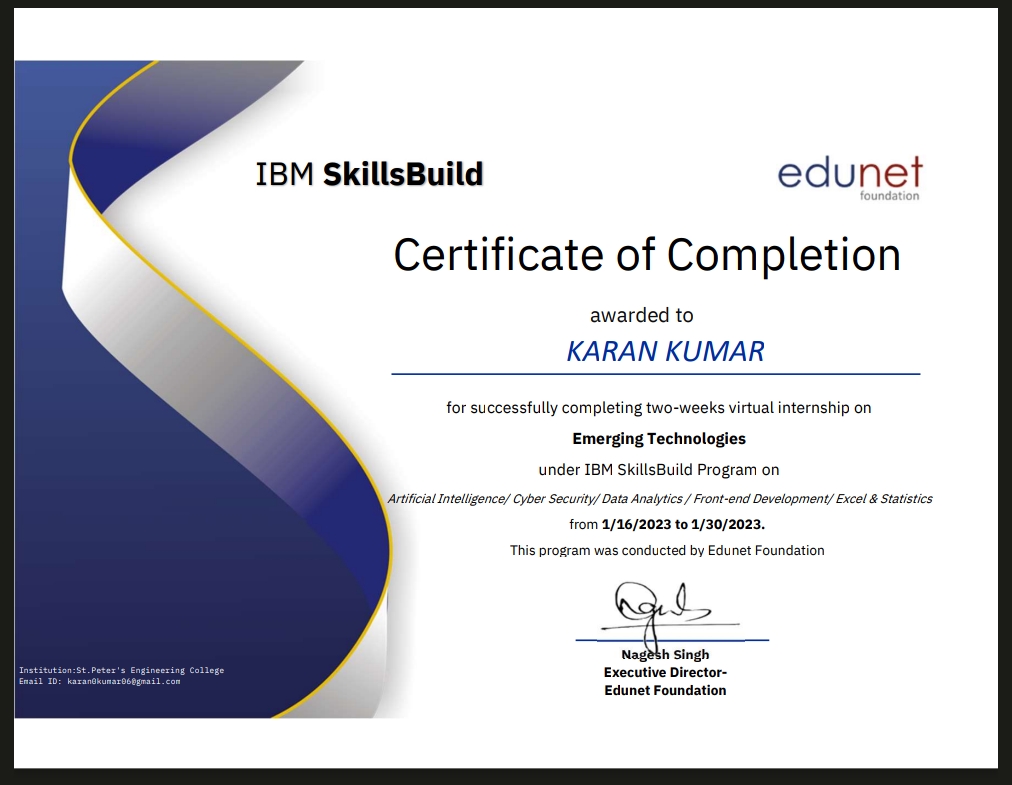 IBM SkillsBuild
edunet
foundation
Certificate of Completion
awarded to
KARAN KUMAR
for successfully completing two-weeks virtual internship on
Emerging Technologies
under IBM SkillsBuild Program on
Artificial Intelligence/ Cyber Security/ Data Analytics / Front-end Development/ Excel & Statistics
from 1/16/2023 to 1/30/2023.
This program was conducted by Edunet Foundation
Nagesh Singh
Executive Director-
Edunet Foundation
Institution:St.Peter's Engineering College
Email ID: karan0kumar06@gmail.com